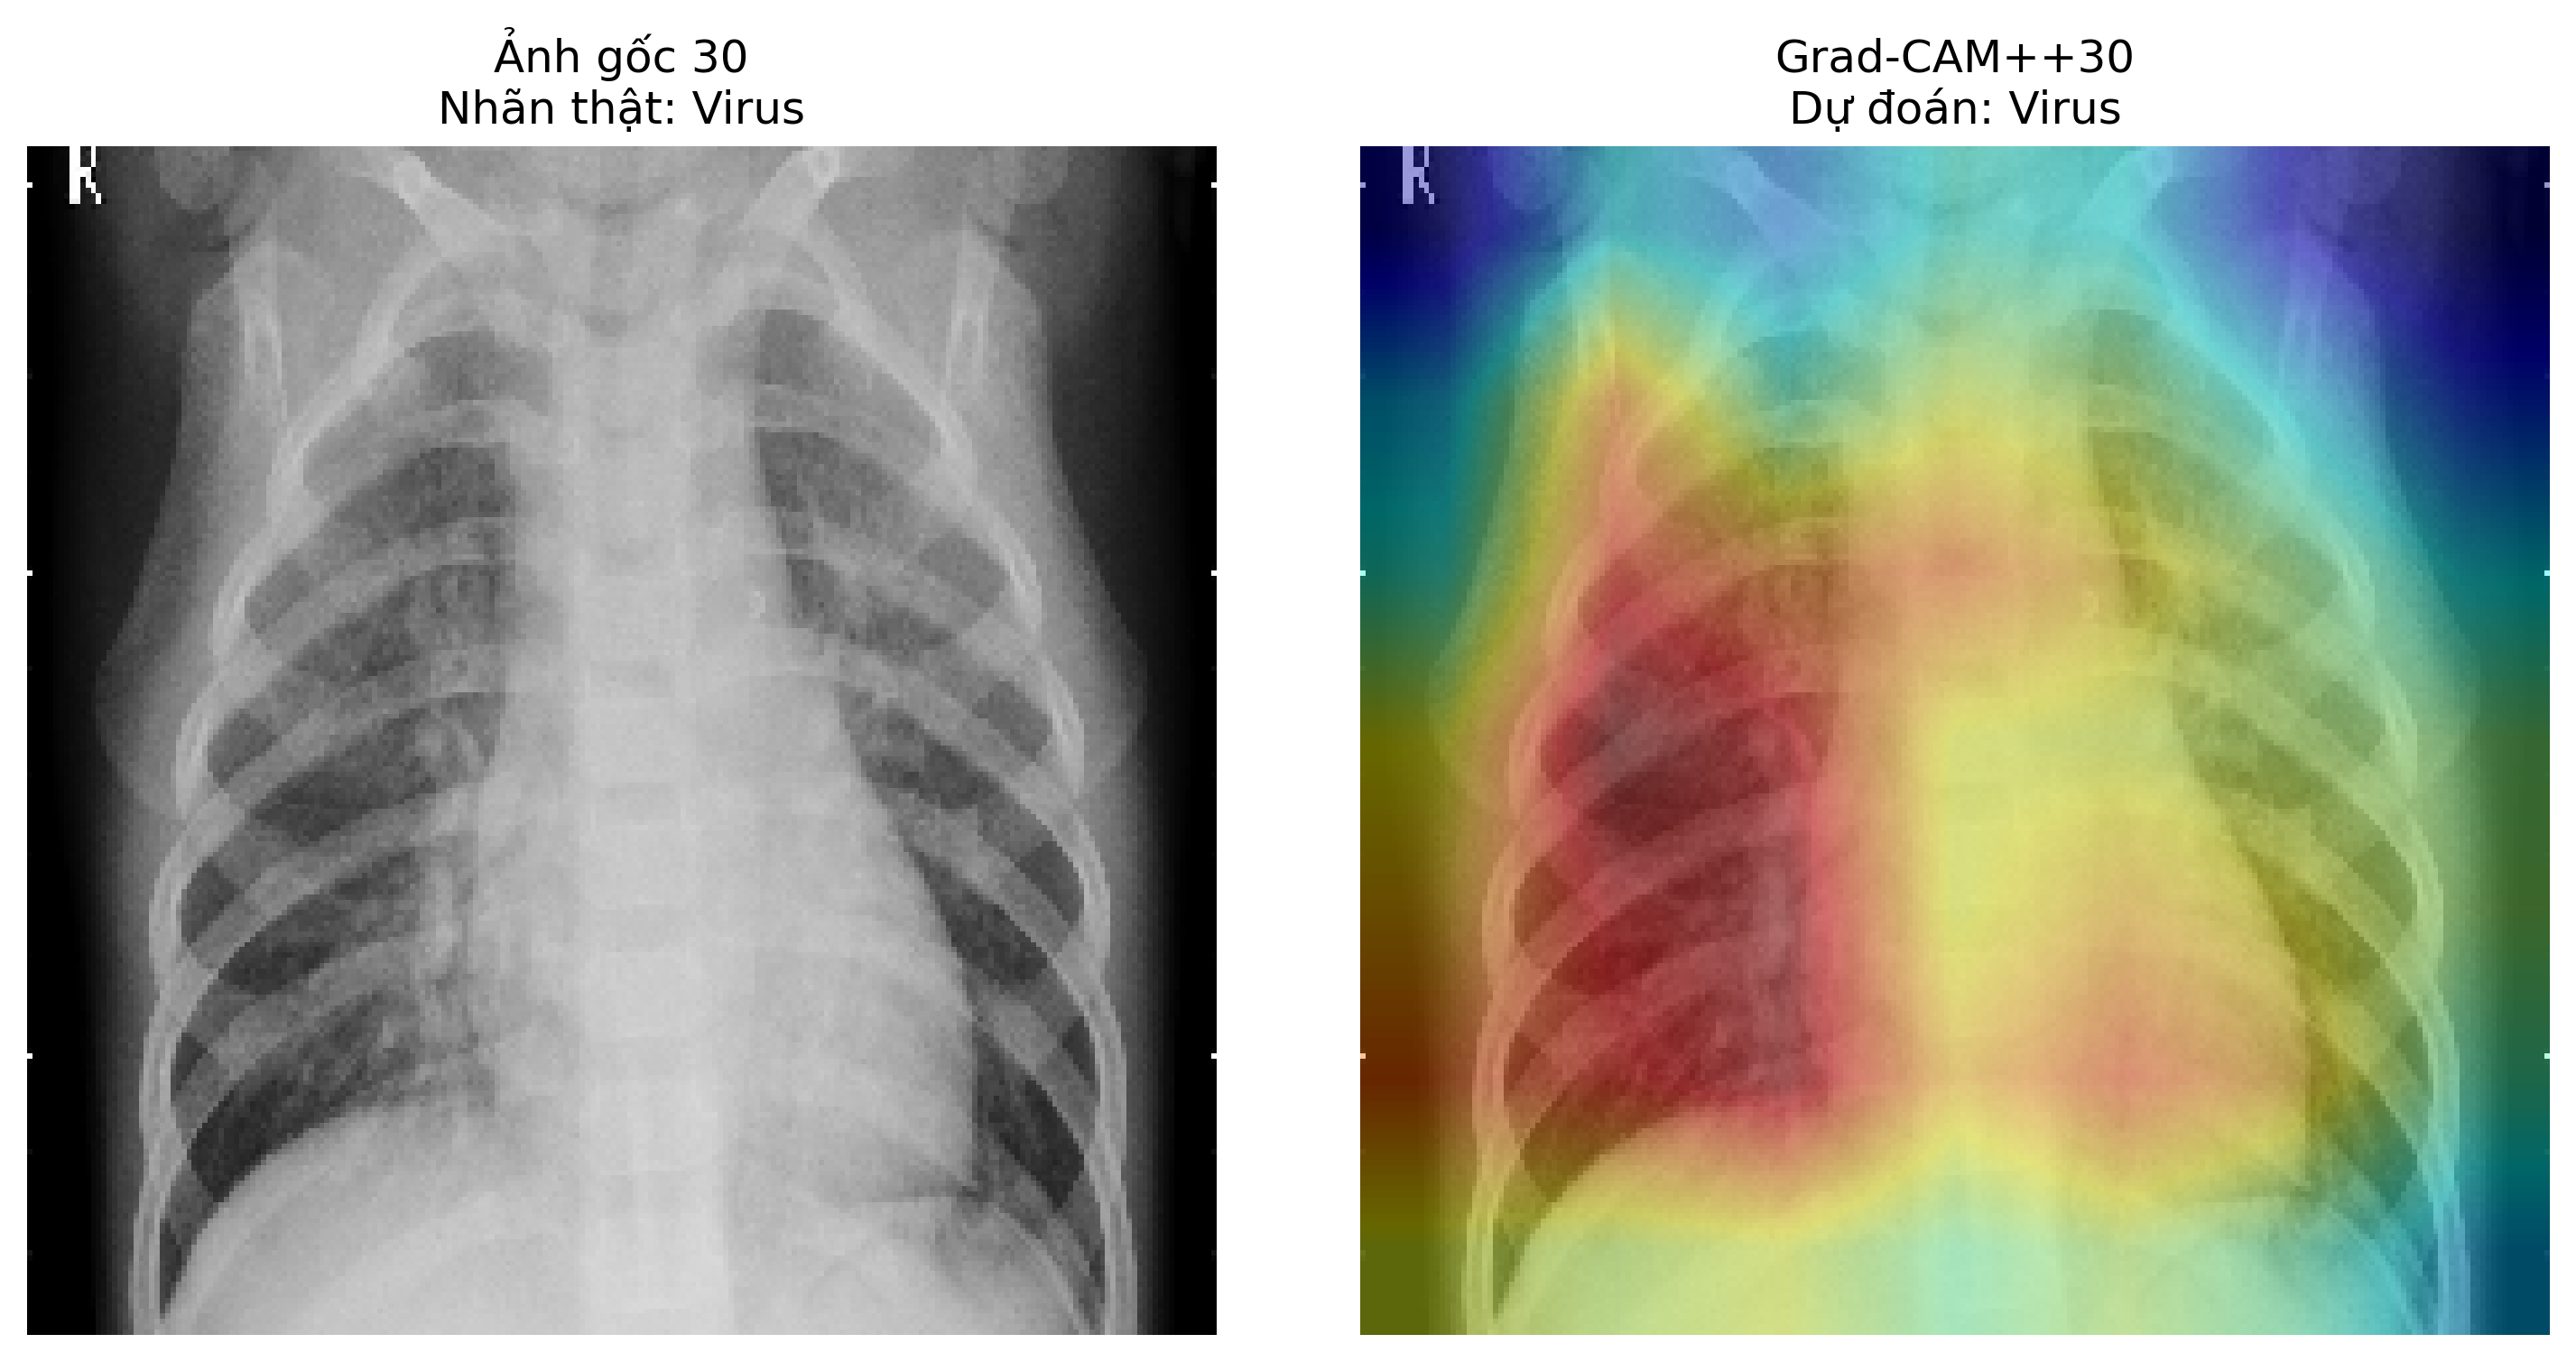 Ảnh gốc 30
Nhãn thật: Virus
R
Grad-CAM++30
Dự đoán: Virus
R